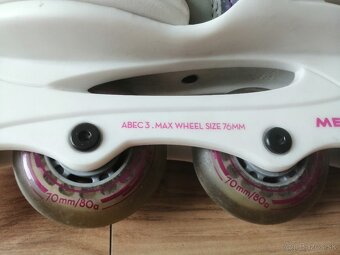 ABEC 3 . MAX WHEEL SIZE 76MM
ME
70mm/80a
70mm/80a